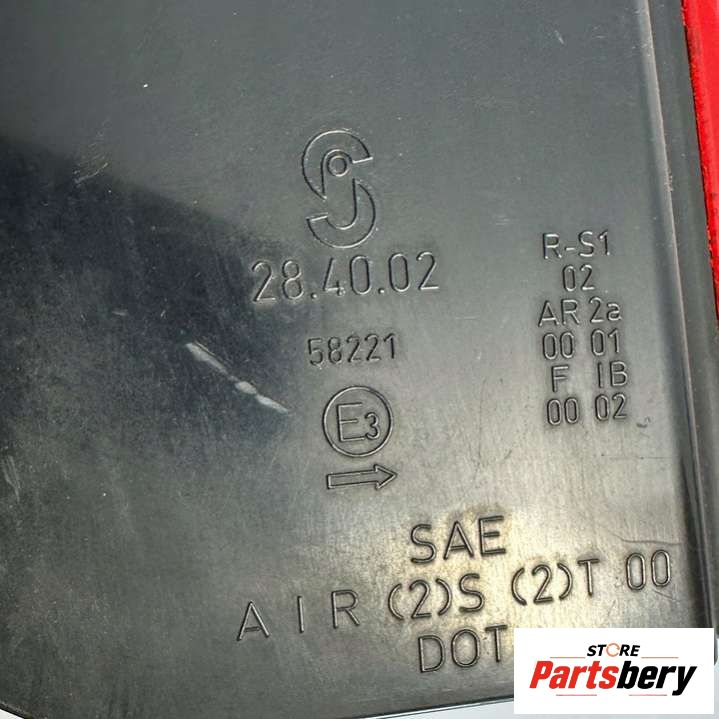 28.40.02
58221
E3
R-S1
02
AR 2a
00 01
F IB
00 02
SAE
A I R (2)S (2)T 00
DOT
STORE
Partsbery